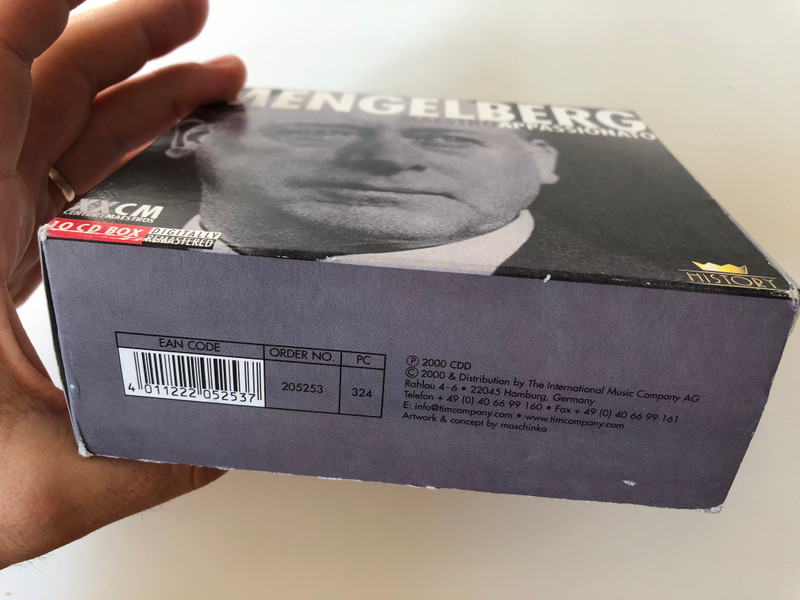 MENGELBERG
APPASSIONATO
XXCM
CENTURY MAESTROS
10 CD BOX DIGITALLY
REMASTERED
HISTORY
EAN CODE ORDER NO. PC
4 011222 052537 205253 324
Ⓟ 2000 CDD
© 2000 & Distribution by The International Music Company AG
Rahlau 4-6 • 22045 Hamburg, Germany
Telefon + 49 (0) 40 66 99 160 • Fax + 49 (0) 40 66 99 161
E: info@timcompany.com • www.timcompany.com
Artwork & concept by maschinka